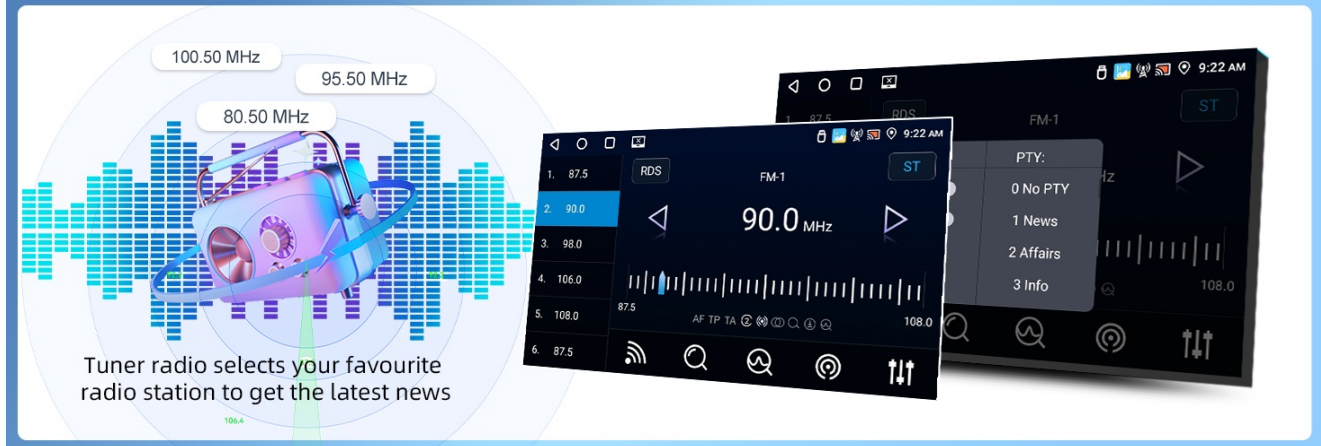 100.50 MHz
95.50 MHz
80.50 MHz
Tuner radio selects your favourite
radio station to get the latest news
106.4
9:22 AM
1. 87.5
2. 90.0
3. 98.0
4. 106.0
5. 108.0
6. 87.5
RDS
FM-1
ST
90.0 MHz
87.5
108.0
AF TP TA
9:22 AM
1. 87.5
RDS
FM-1
ST
Hz
PTY:
0 No PTY
1 News
2 Affairs
3 Info
108.0